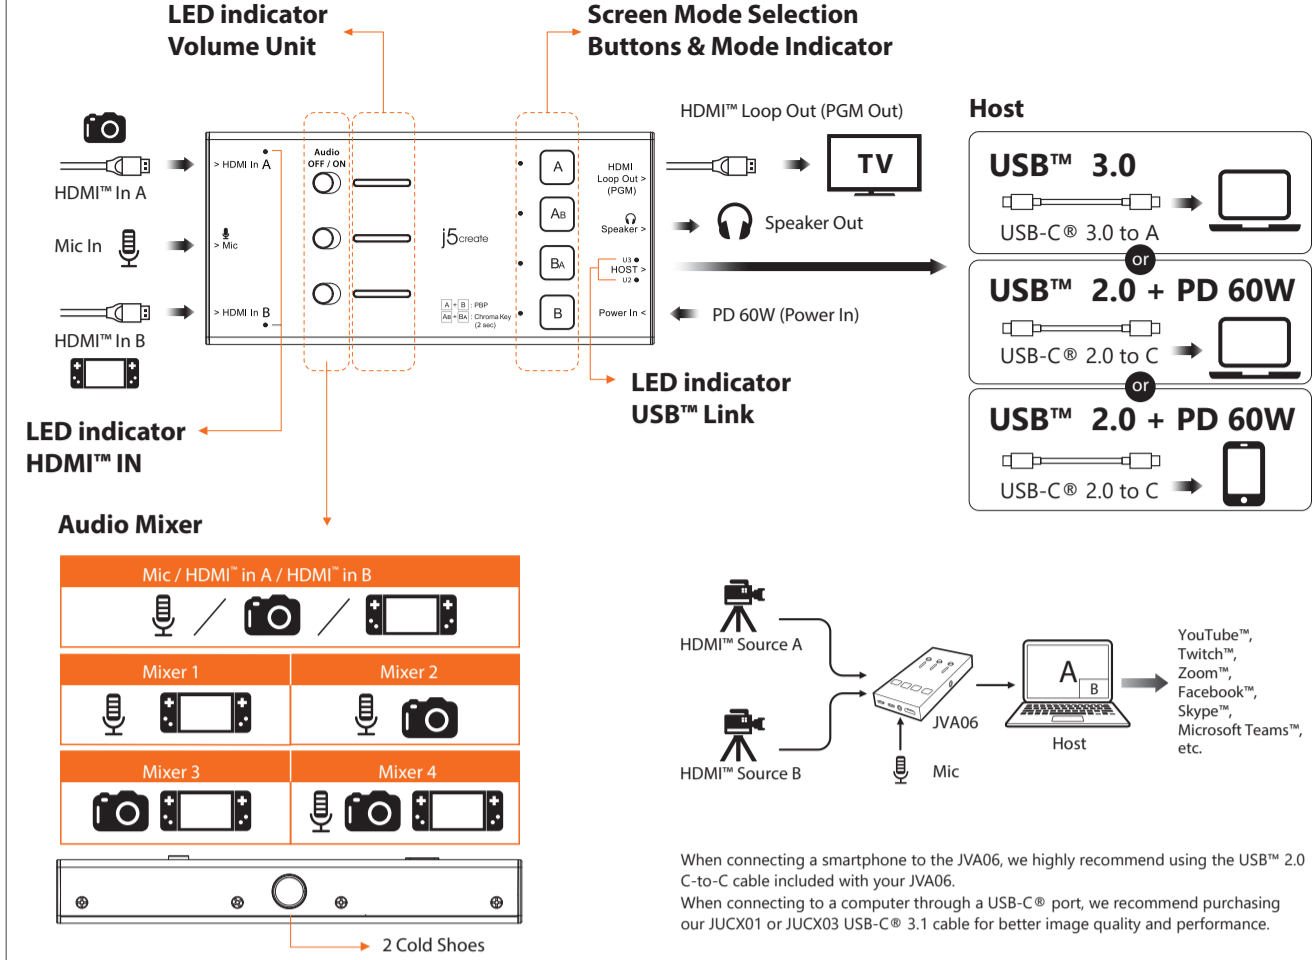 LED indicator
Volume Unit
Screen Mode Selection
Buttons & Mode Indicator
HDMI™ In A
Mic In
HDMI™ In B
> HDMI In A
> Mic
> HDMI In B
Audio
OFF / ON
j5create
A + B : PBP
AB + BA : Chroma Key
(2 sec)
A
AB
BA
B
HDMI
Loop Out >
(PGM)
Speaker >
U3
HOST >
U2
Power In <
HDMI™ Loop Out (PGM Out)
TV
Speaker Out
PD 60W (Power In)
LED indicator
USB™ Link
LED indicator
HDMI™ IN
Host
USB™ 3.0
USB-C® 3.0 to A
or
USB™ 2.0 + PD 60W
USB-C® 2.0 to C
or
USB™ 2.0 + PD 60W
USB-C® 2.0 to C
Audio Mixer
Mic / HDMI™ in A / HDMI™ in B
Mixer 1
Mixer 2
Mixer 3
Mixer 4
2 Cold Shoes
HDMI™ Source A
HDMI™ Source B
JVA06
Mic
A
B
Host
YouTube™,
Twitch™,
Zoom™,
Facebook™,
Skype™,
Microsoft Teams™,
etc.
When connecting a smartphone to the JVA06, we highly recommend using the USB™ 2.0
C-to-C cable included with your JVA06.
When connecting to a computer through a USB-C® port, we recommend purchasing
our JUCX01 or JUCX03 USB-C® 3.1 cable for better image quality and performance.